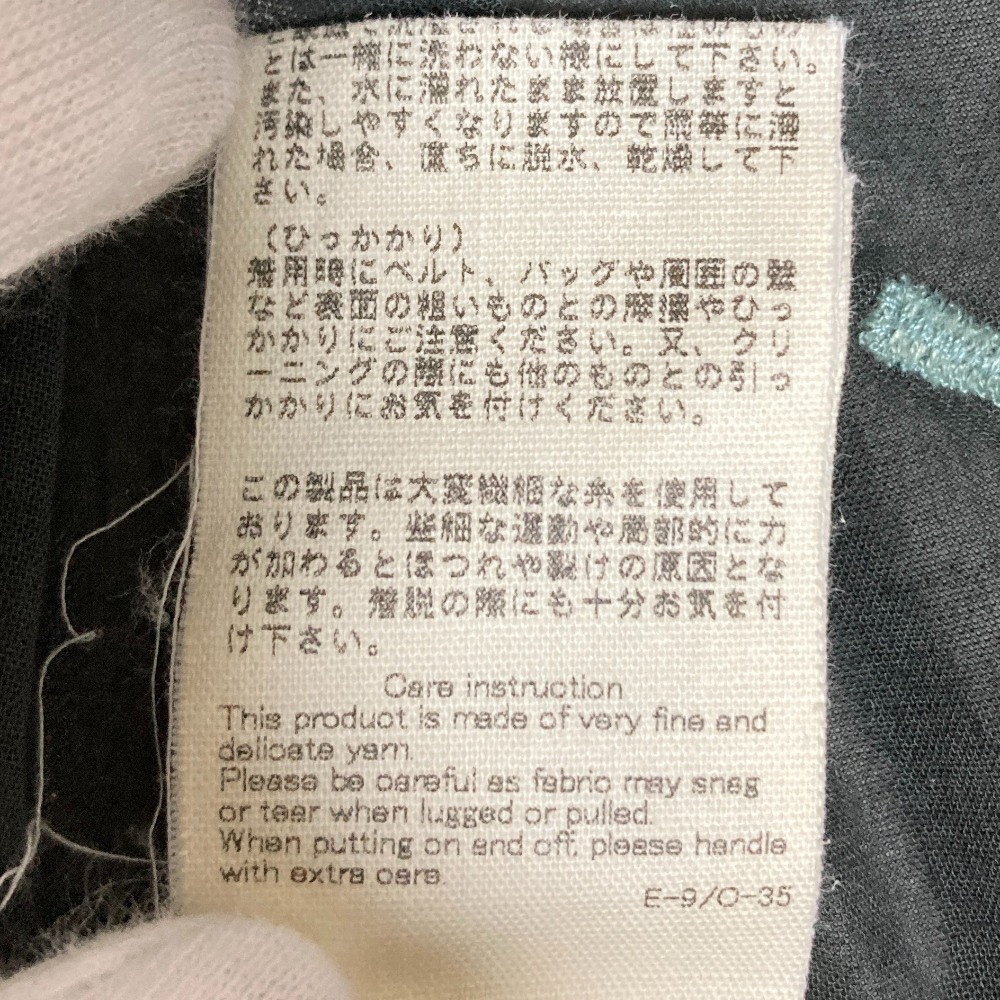 とは一緒に洗わない様にして下さい。
また、水に濡れたまま放置しますと
汚染しやすくなりますので
れた場合、直ちに脱水、乾燥して下
さい。
(ひっかかり)
着用時にベルト、バッグや周囲の壁
など表面の粗いものとの摩擦やひっ
かかりにご注意ください。又、クリ
ーニングの際にも他のものとの引っ
かかりにお気を付けください。
この製品は大変繊細な糸を使用して
おります。些細な運動や局部的に力
が加わるとほつれや裂けの原因とな
ります。着脱の際にも十分お気を付
け下さい。
Care instruction
This product is made of very fine and
delicate yarn.
Please be careful as fabric may snag
or tear when lugged or pulled.
When putting on and off, please handle
with extra care.
E-9/O-35